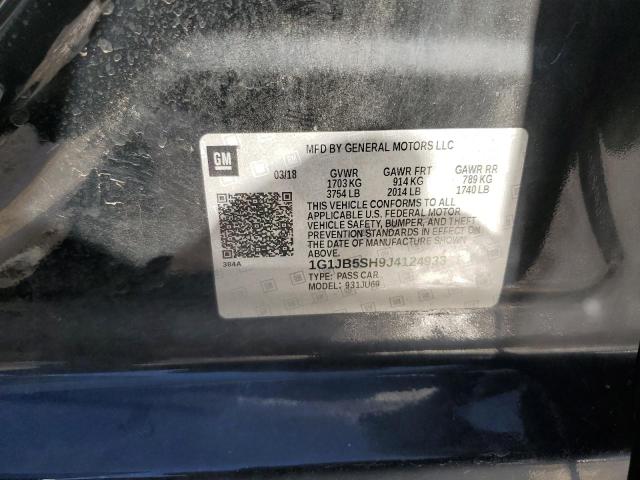 GM
MFD BY GENERAL MOTORS LLC
03/18 GVWR GAWR FRT GAWR RR
1703 KG 914 KG 789 KG
3754 LB 2014 LB 1740 LB
THIS VEHICLE CONFORMS TO ALL
APPLICABLE U.S. FEDERAL MOTOR
VEHICLE SAFETY, BUMPER, AND THEFT
PREVENTION STANDARDS IN EFFECT ON
THE DATE OF MANUFACTURE SHOWN
ABOVE.
384A
1G1JB5SH9J4124933
TYPE: PASS CAR
MODEL: 931JU69